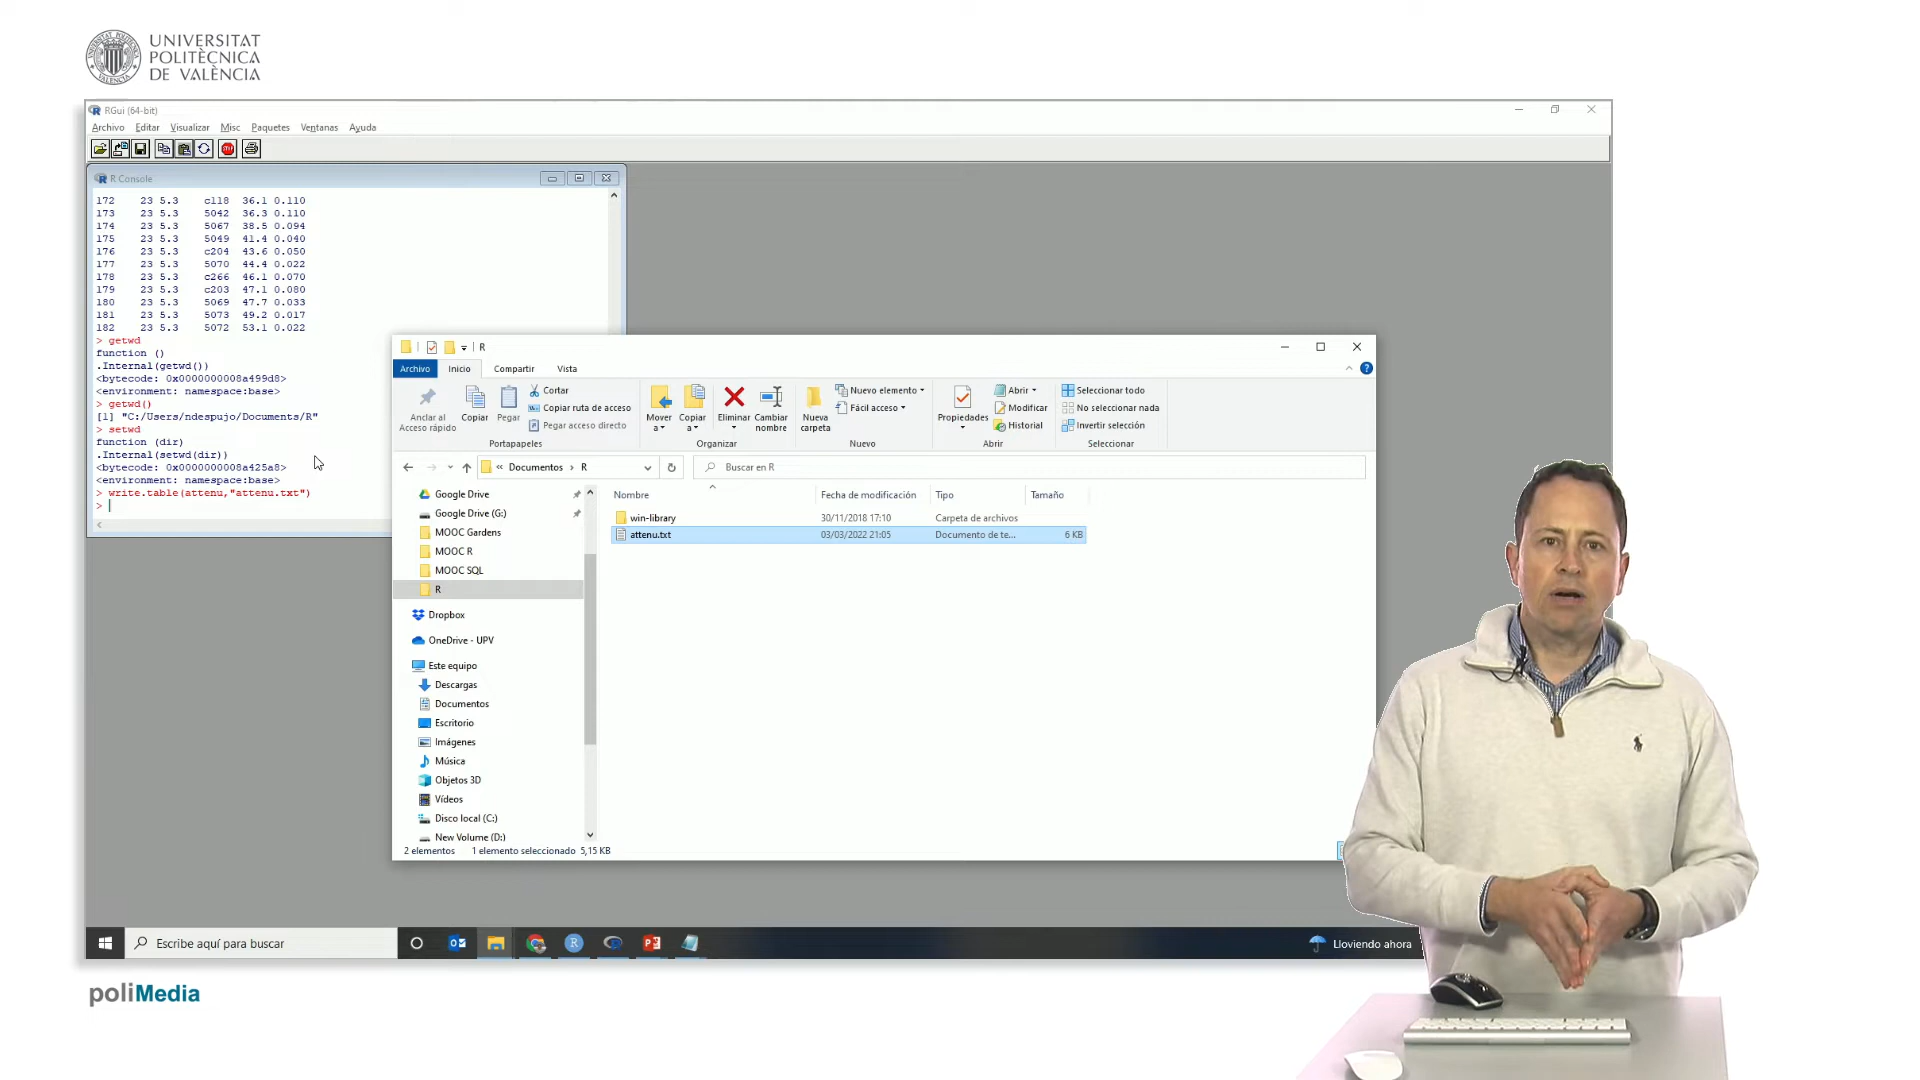 UNIVERSITAT
POLITÈCNICA
DE VALÈNCIA
RGui (64-bit)
Archivo Editar Visualizar Misc Paquetes Ventanas Ayuda
STOP
R Console
172 23 5.3 c118 36.1 0.110
173 23 5.3 5042 36.3 0.110
174 23 5.3 5067 38.5 0.094
175 23 5.3 5049 41.4 0.040
176 23 5.3 c204 43.6 0.050
177 23 5.3 5070 44.4 0.022
178 23 5.3 c266 46.1 0.070
179 23 5.3 c203 47.1 0.080
180 23 5.3 5069 47.7 0.033
181 23 5.3 5073 49.2 0.017
182 23 5.3 5072 53.1 0.022
> getwd
function ()
.Internal(getwd())
<bytecode: 0x0000000008a499d8>
<environment: namespace:base>
> getwd()
[1] "C:/Users/ndespujo/Documents/R"
> setwd
function (dir)
.Internal(setwd(dir))
<bytecode: 0x0000000008a425a8>
<environment: namespace:base>
> write.table(attenu,"attenu.txt")
>
R
Archivo Inicio Compartir Vista
Anclar al
Acceso rápido
Copiar
Pegar
Cortar
Copiar ruta de acceso
Pegar acceso directo
Portapapeles
Mover
a
Copiar
a
Eliminar
Cambiar
nombre
Organizar
Nueva
carpeta
Nuevo elemento
Fácil acceso
Nuevo
Propiedades
Abrir
Modificar
Historial
Abrir
Seleccionar todo
No seleccionar nada
Invertir selección
Seleccionar
« Documentos › R
Buscar en R
Nombre Fecha de modificación Tipo Tamaño
win-library 30/11/2018 17:10 Carpeta de archivos
attenu.txt 03/03/2022 21:05 Documento de te... 6 KB
Google Drive
Google Drive (G:)
MOOC Gardens
MOOC R
MOOC SQL
R
Dropbox
OneDrive - UPV
Este equipo
Descargas
Documentos
Escritorio
Imágenes
Música
Objetos 3D
Vídeos
Disco local (C:)
New Volume (D:)
2 elementos 1 elemento seleccionado 5,15 KB
Escribe aquí para buscar
Lloviendo ahora
poliMedia